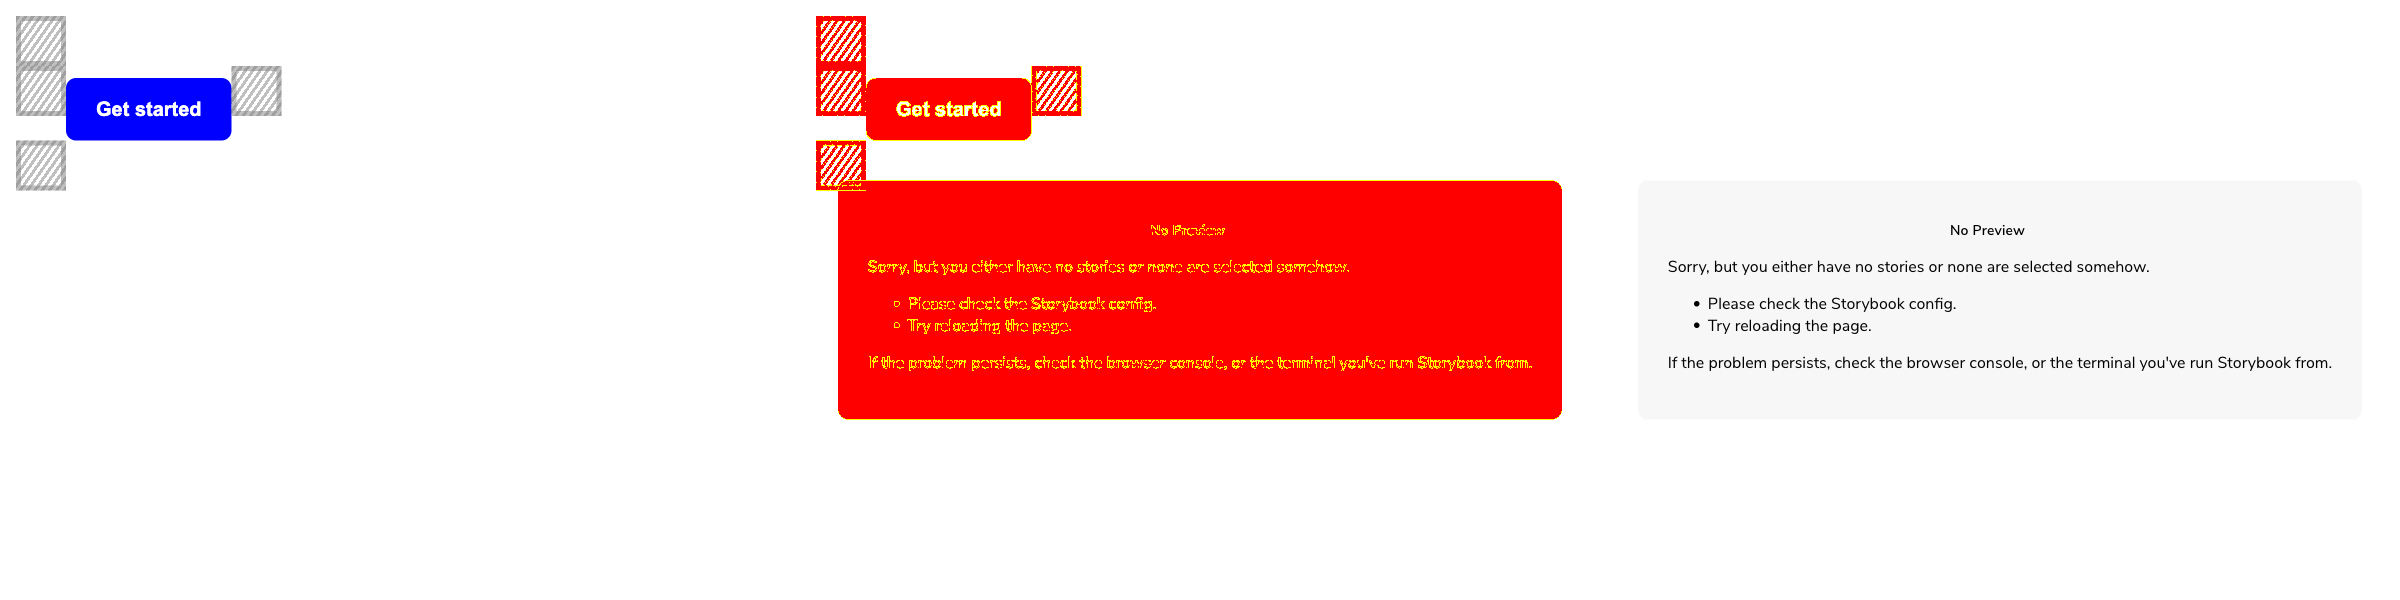 Get started
Get started
No Preview
Sorry, but you either have no stories or none are selected somehow.
Please check the Storybook config.
Try reloading the page.
If the problem persists, check the browser console, or the terminal you've run Storybook from.
No Preview
Sorry, but you either have no stories or none are selected somehow.
• Please check the Storybook config.
• Try reloading the page.
If the problem persists, check the browser console, or the terminal you've run Storybook from.